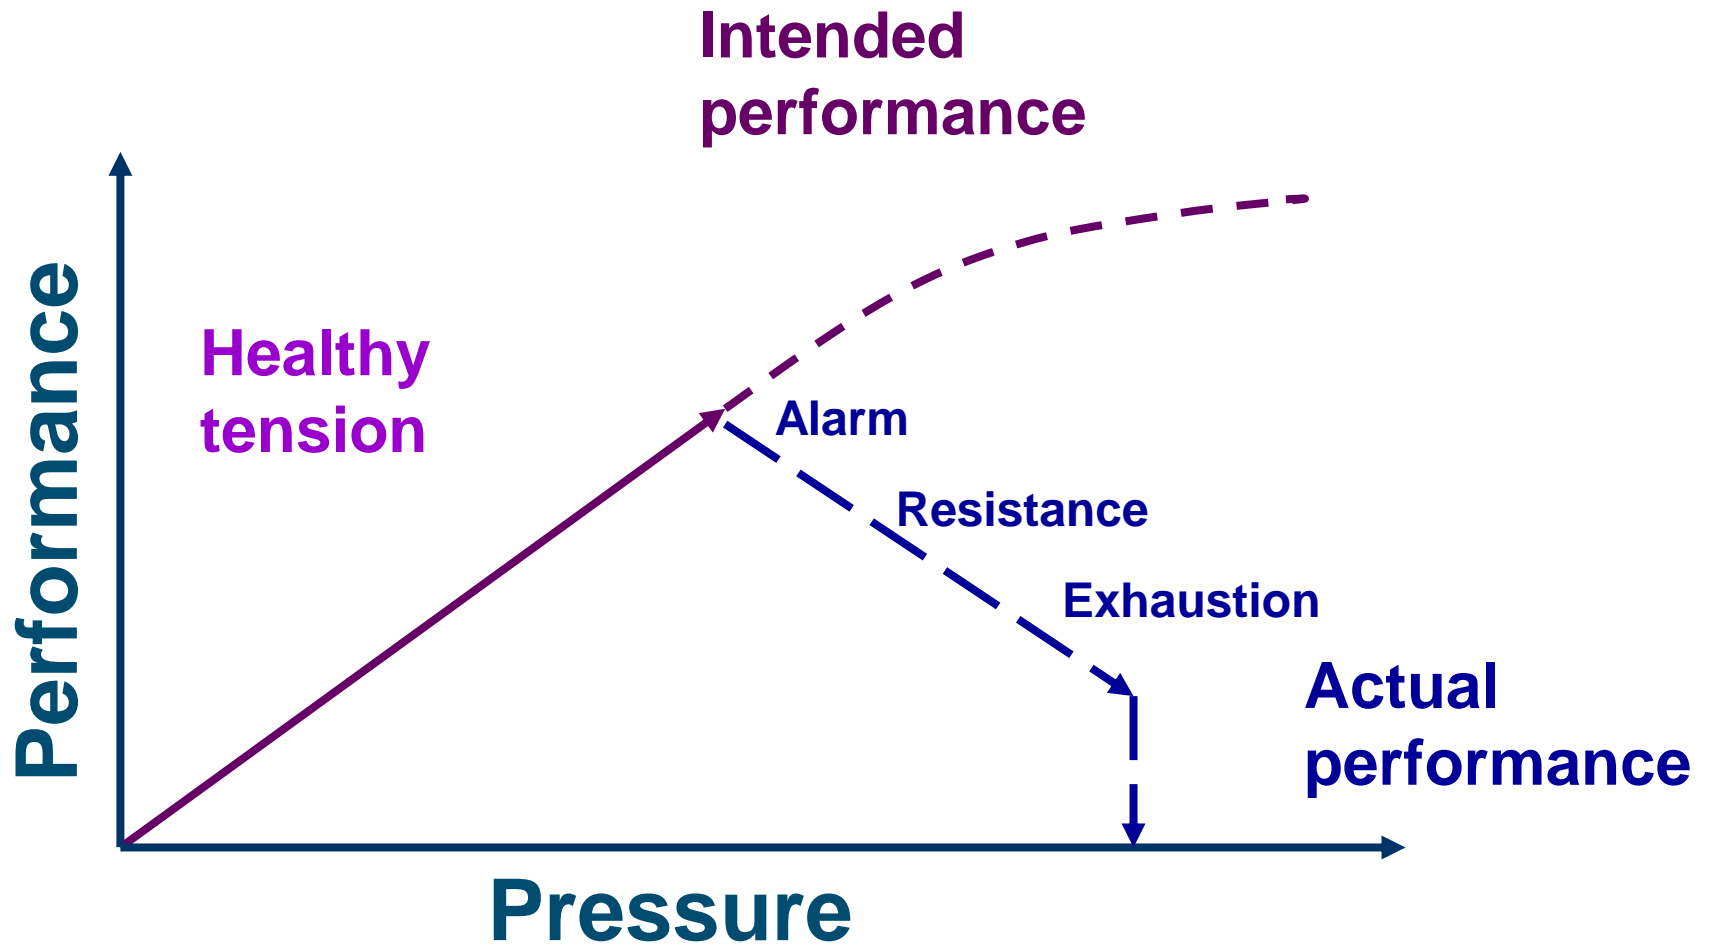 Intended
performance
Healthy
tension
Alarm
Resistance
Exhaustion
Actual
performance
Performance
Pressure